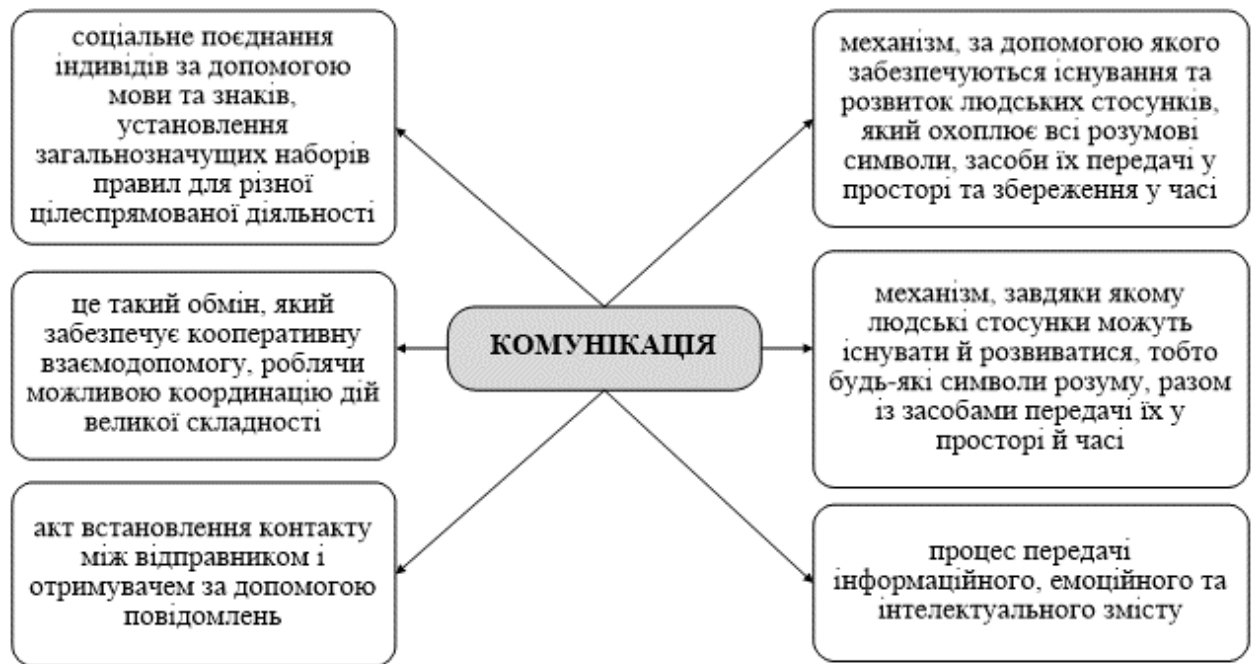 соціальне поєднання
індивідів за допомогою
мови та знаків,
установлення
загальнозначущих наборів
правил для різної
цілеспрямованої діяльності
це такий обмін, який
забезпечує кооперативну
взаємодопомогу, роблячи
можливою координацію дій
великої складності
акт встановлення контакту
між відправником і
отримувачем за допомогою
повідомлень
КОМУНІКАЦІЯ
механізм, за допомогою якого
забезпечуються існування та
розвиток людських стосунків,
який охоплює всі розумові
символи, засоби їх передачі у
просторі та збереження у часі
механізм, завдяки якому
людські стосунки можуть
існувати й розвиватися, тобто
будь-які символи розуму, разом
із засобами передачі їх у
просторі й часі
процес передачі
інформаційного, емоційного та
інтелектуального змісту